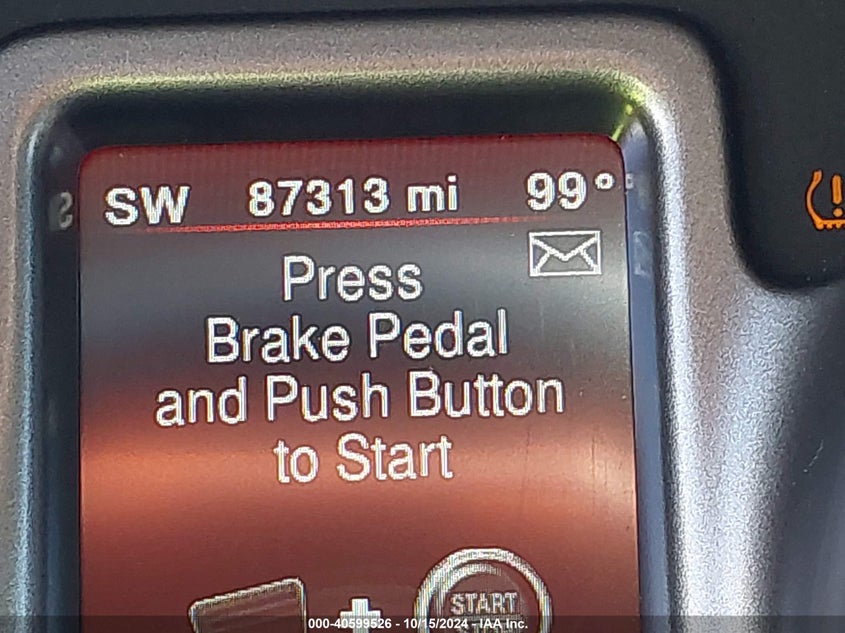 SW 87313 mi 99°
Press
Brake Pedal
and Push Button
to Start
START
000-40599526 - 10/15/2024 - IAA Inc.